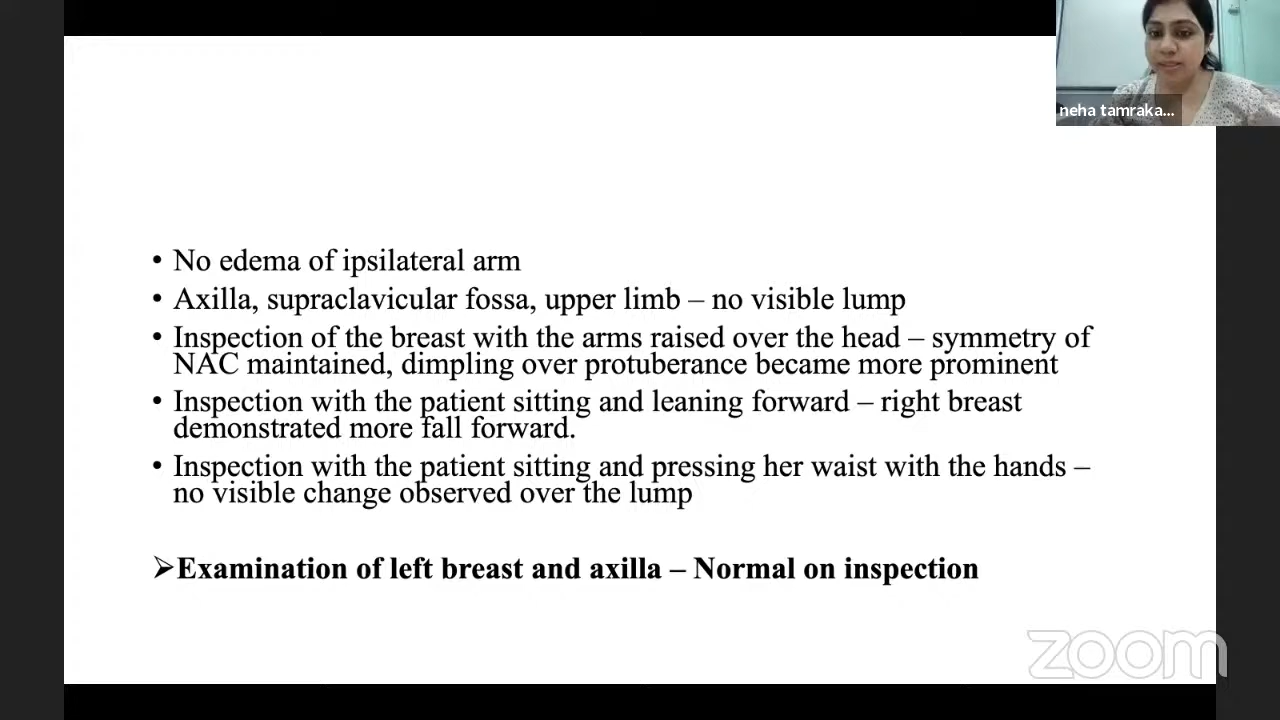 neha tamraka...
• No edema of ipsilateral arm
• Axilla, supraclavicular fossa, upper limb – no visible lump
• Inspection of the breast with the arms raised over the head – symmetry of
NAC maintained, dimpling over protuberance became more prominent
• Inspection with the patient sitting and leaning forward – right breast
demonstrated more fall forward.
• Inspection with the patient sitting and pressing her waist with the hands –
no visible change observed over the lump
➢Examination of left breast and axilla – Normal on inspection
zoom